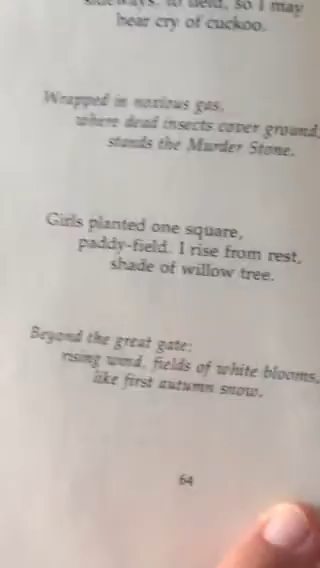 sideways, to field, so I may
hear cry of cuckoo.
Wrapped in noxious gas,
where dead insects cover ground,
stands the Murder Stone.
Girls planted one square,
paddy-field. I rise from rest,
shade of willow tree.
Beyond the great gate:
rising wind, fields of white blooms,
like first autumn snow.
64